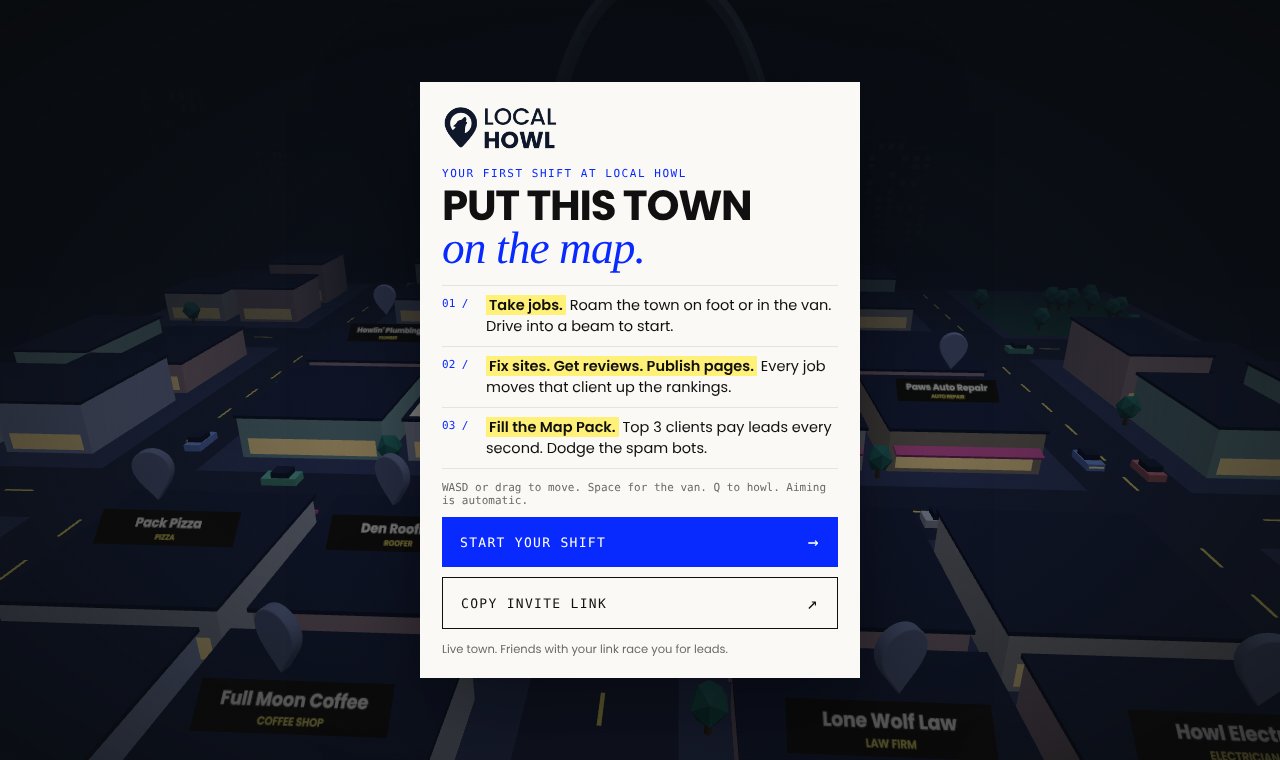 LOCAL
HOWL
YOUR FIRST SHIFT AT LOCAL HOWL
PUT THIS TOWN
on the map.
01 /
Take jobs. Roam the town on foot or in the van.
Drive into a beam to start.
02 /
Fix sites. Get reviews. Publish pages. Every job
moves that client up the rankings.
03 /
Fill the Map Pack. Top 3 clients pay leads every
second. Dodge the spam bots.
WASD or drag to move. Space for the van. Q to howl. Aiming
is automatic.
START YOUR SHIFT →
COPY INVITE LINK ↗
Live town. Friends with your link race you for leads.
Howlin' Plumbing
PLUMBER
Paws Auto Repair
AUTO REPAIR
Pack Pizza
PIZZA
Den
ROOFER
Full Moon Coffee
COFFEE SHOP
Lone Wolf Law
LAW FIRM
Howl